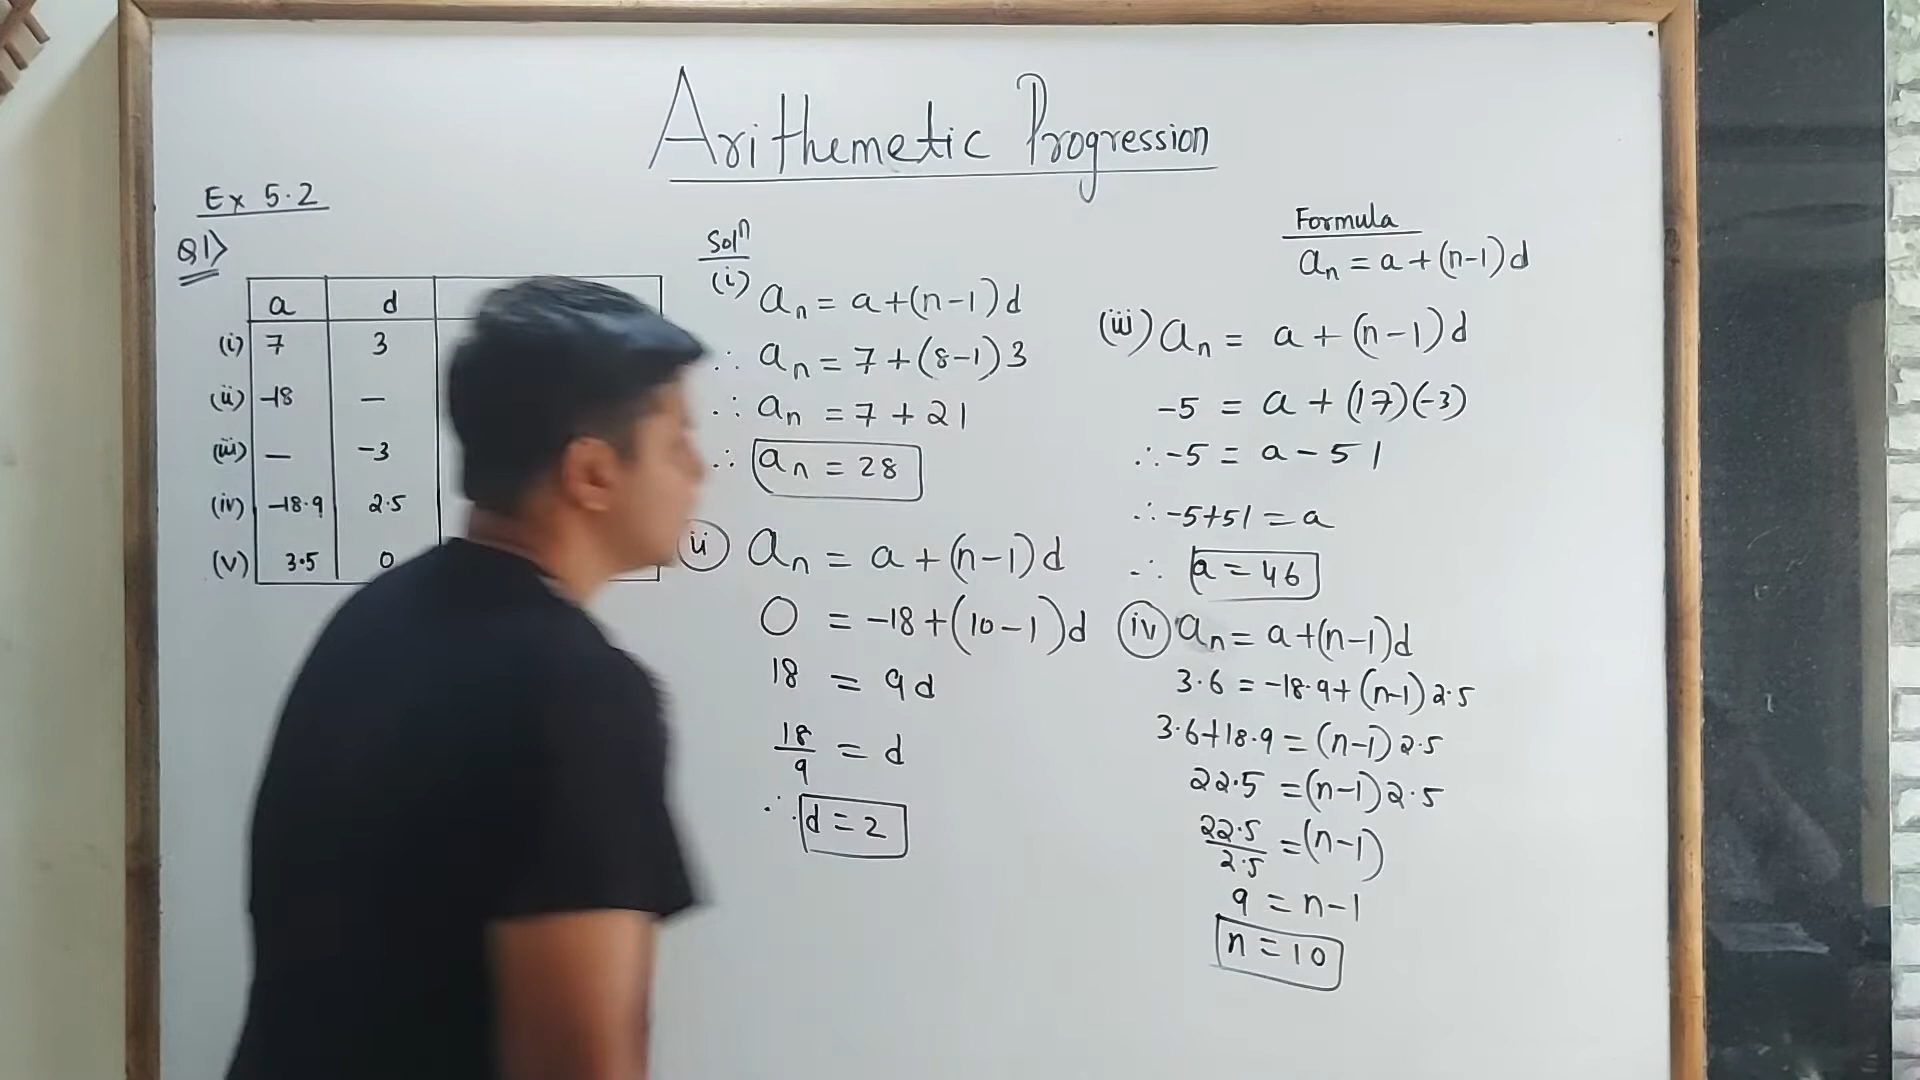 Arithemetic Progression
Ex 5.2
Q1>
a d
(i) 7 3
(ii) -18 —
(iii) — -3
(iv) -18.9 2.5
(v) 3.5 0
Solⁿ
(i) aₙ = a+(n-1)d
∴ aₙ = 7+(8-1)3
∴ aₙ = 7+21
∴ aₙ = 28
ii aₙ = a+(n-1)d
0 = -18+(10-1)d
18 = 9d
18/9 = d
∴ d = 2
Formula
aₙ = a+(n-1)d
(iii) aₙ = a+(n-1)d
-5 = a+(17)(-3)
∴ -5 = a-51
∴ -5+51 = a
∴ a = 46
iv aₙ = a+(n-1)d
3.6 = -18.9+(n-1)2.5
3.6+18.9 = (n-1)2.5
22.5 = (n-1)2.5
22.5/2.5 = (n-1)
9 = n-1
n = 10